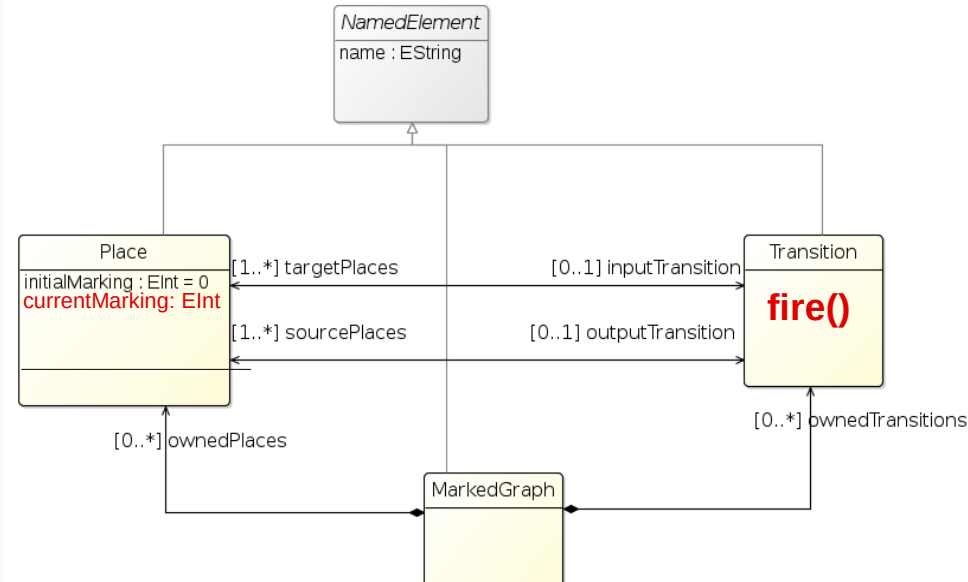 NamedElement
name : EString
Place
initialMarking : EInt = 0
currentMarking: EInt
[1..*] targetPlaces
[0..1] inputTransition
Transition
fire()
[1..*] sourcePlaces
[0..1] outputTransition
[0..*] ownedPlaces
[0..*] ownedTransitions
MarkedGraph